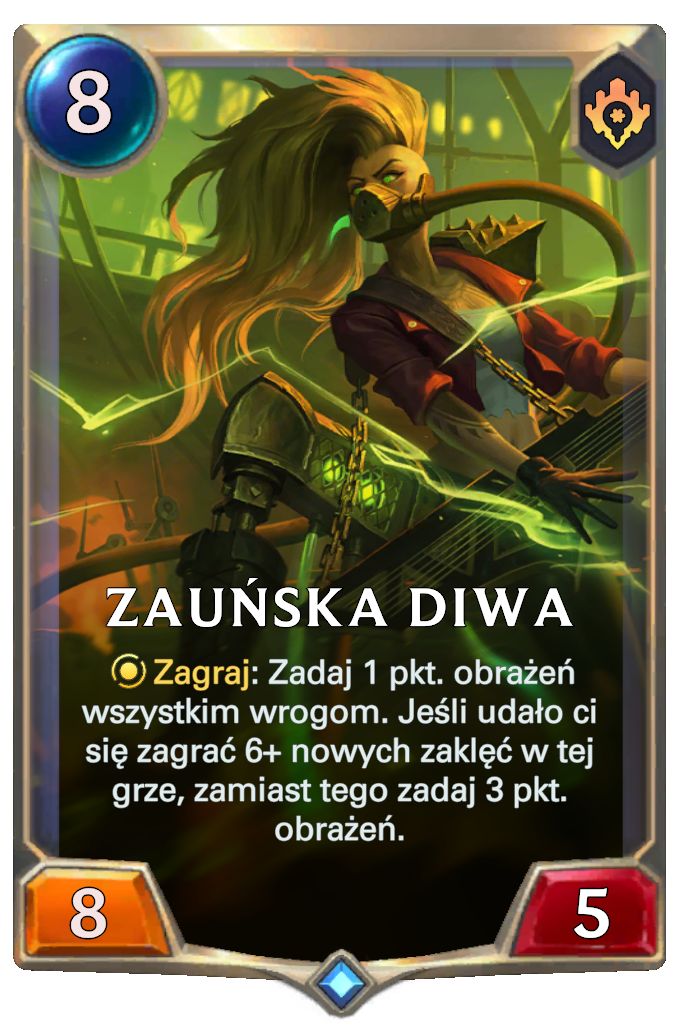 8
ZAUŃSKA DIWA
Zagraj: Zadaj 1 pkt. obrażeń
wszystkim wrogom. Jeśli udało ci
się zagrać 6+ nowych zaklęć w tej
grze, zamiast tego zadaj 3 pkt.
obrażeń.
8
5